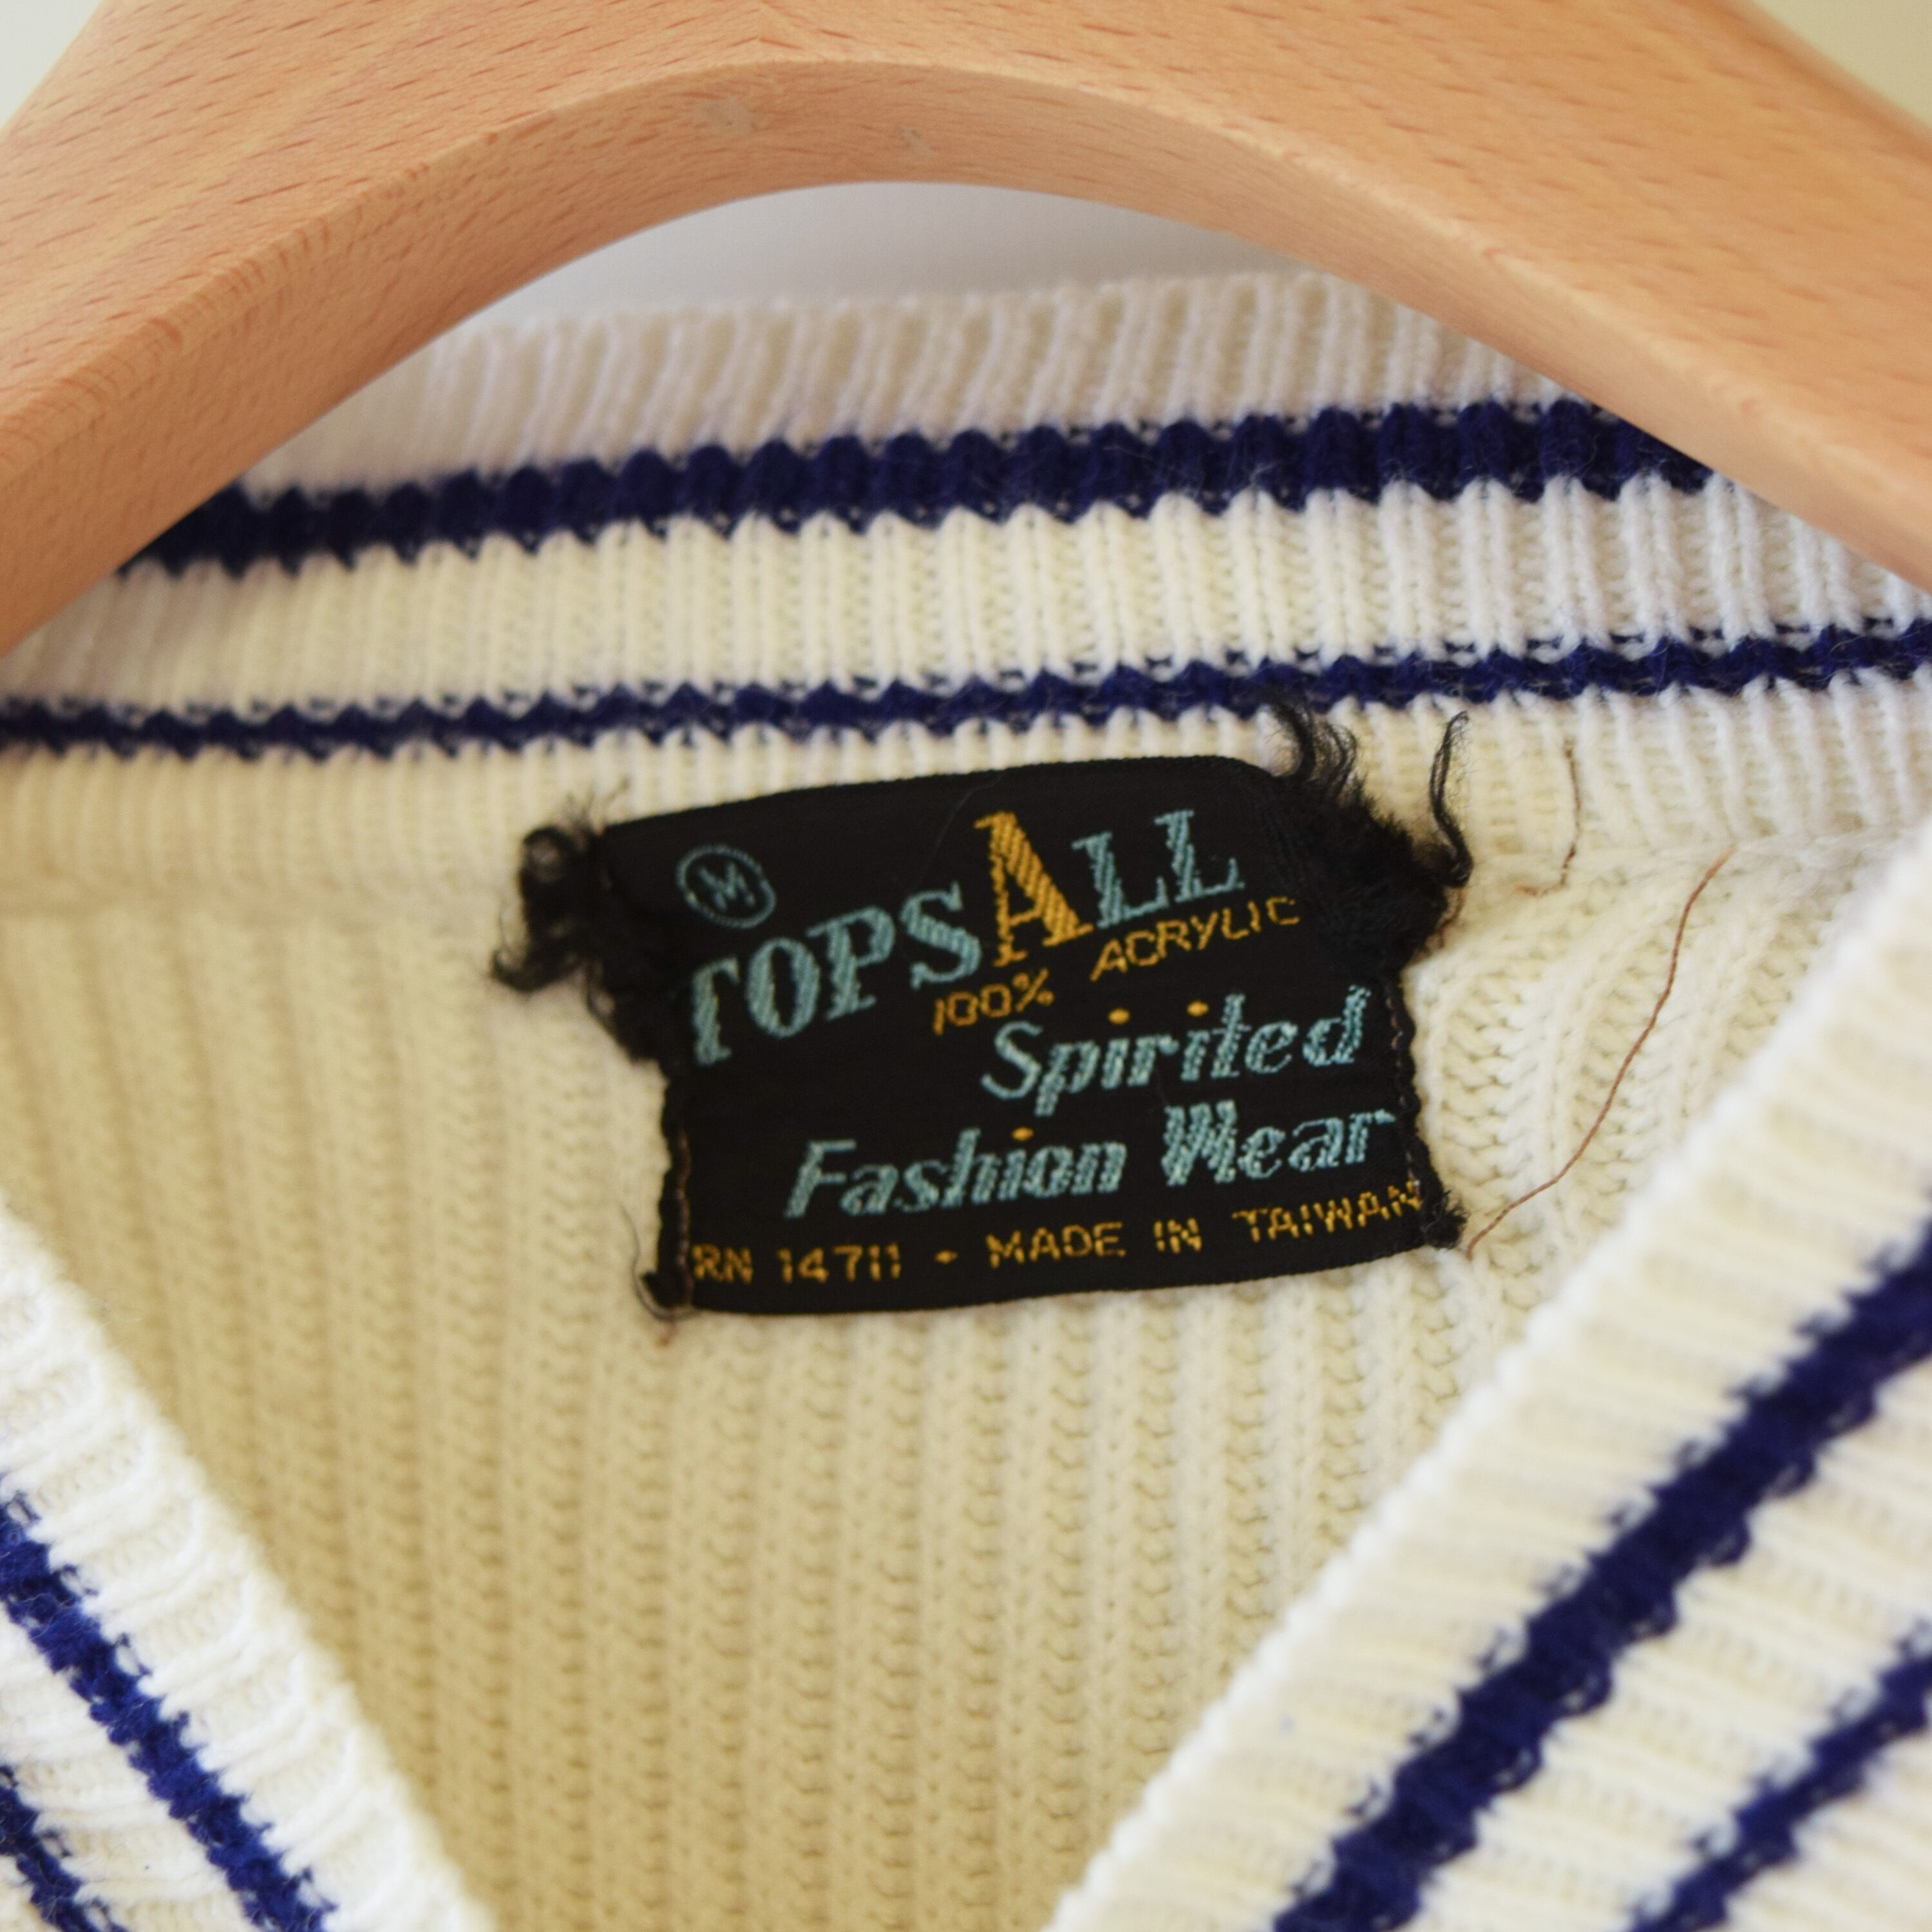 M
TOPSALL
100% ACRYLIC
Spirited
Fashion Wear
RN 14711 - MADE IN TAIWAN